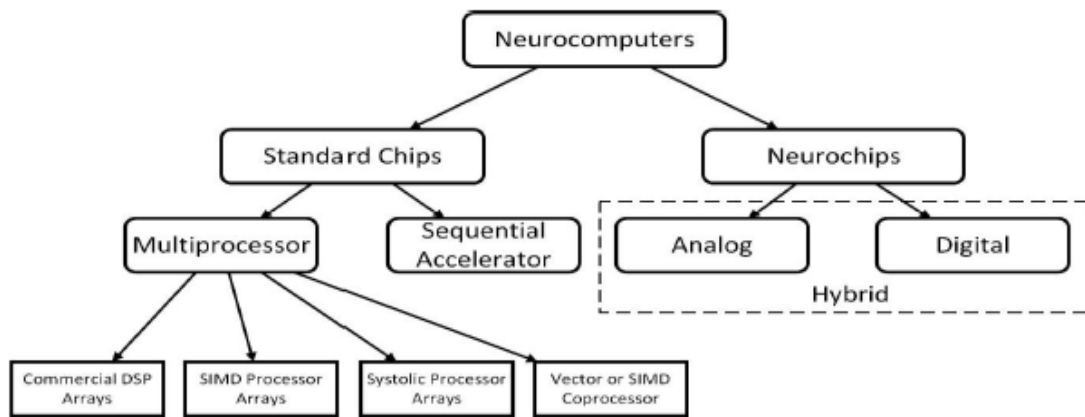 Neurocomputers
Standard Chips
Neurochips
Multiprocessor
Sequential
Accelerator
Analog
Digital
Hybrid
Commercial DSP
Arrays
SIMD Processor
Arrays
Systolic Processor
Arrays
Vector or SIMD
Coprocessor